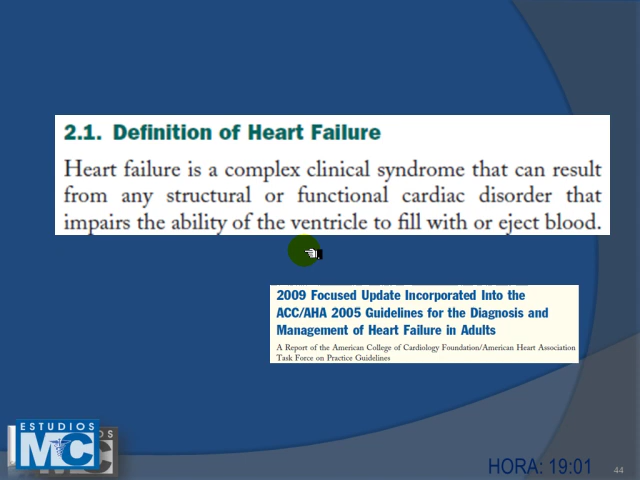 2.1. Definition of Heart Failure
Heart failure is a complex clinical syndrome that can result
from any structural or functional cardiac disorder that
impairs the ability of the ventricle to fill with or eject blood.
2009 Focused Update Incorporated Into the
ACC/AHA 2005 Guidelines for the Diagnosis and
Management of Heart Failure in Adults
A Report of the American College of Cardiology Foundation/American Heart Association
Task Force on Practice Guidelines
ESTUDIOS
MC
HORA: 19:01
44